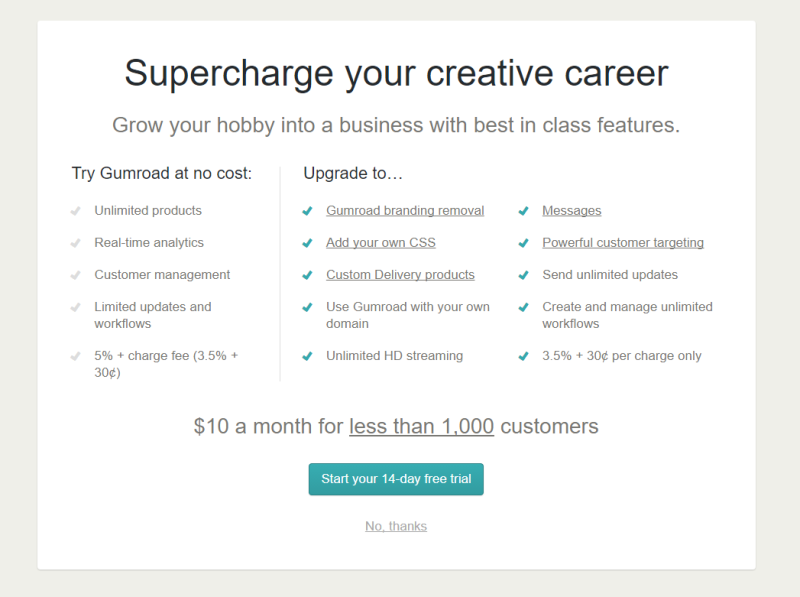 Supercharge your creative career
Grow your hobby into a business with best in class features.
Try Gumroad at no cost:
Unlimited products
Real-time analytics
Customer management
Limited updates and
workflows
5% + charge fee (3.5% +
30¢)
Upgrade to…
Gumroad branding removal
Add your own CSS
Custom Delivery products
Use Gumroad with your own
domain
Unlimited HD streaming
Messages
Powerful customer targeting
Send unlimited updates
Create and manage unlimited
workflows
3.5% + 30¢ per charge only
$10 a month for less than 1,000 customers
Start your 14-day free trial
No, thanks